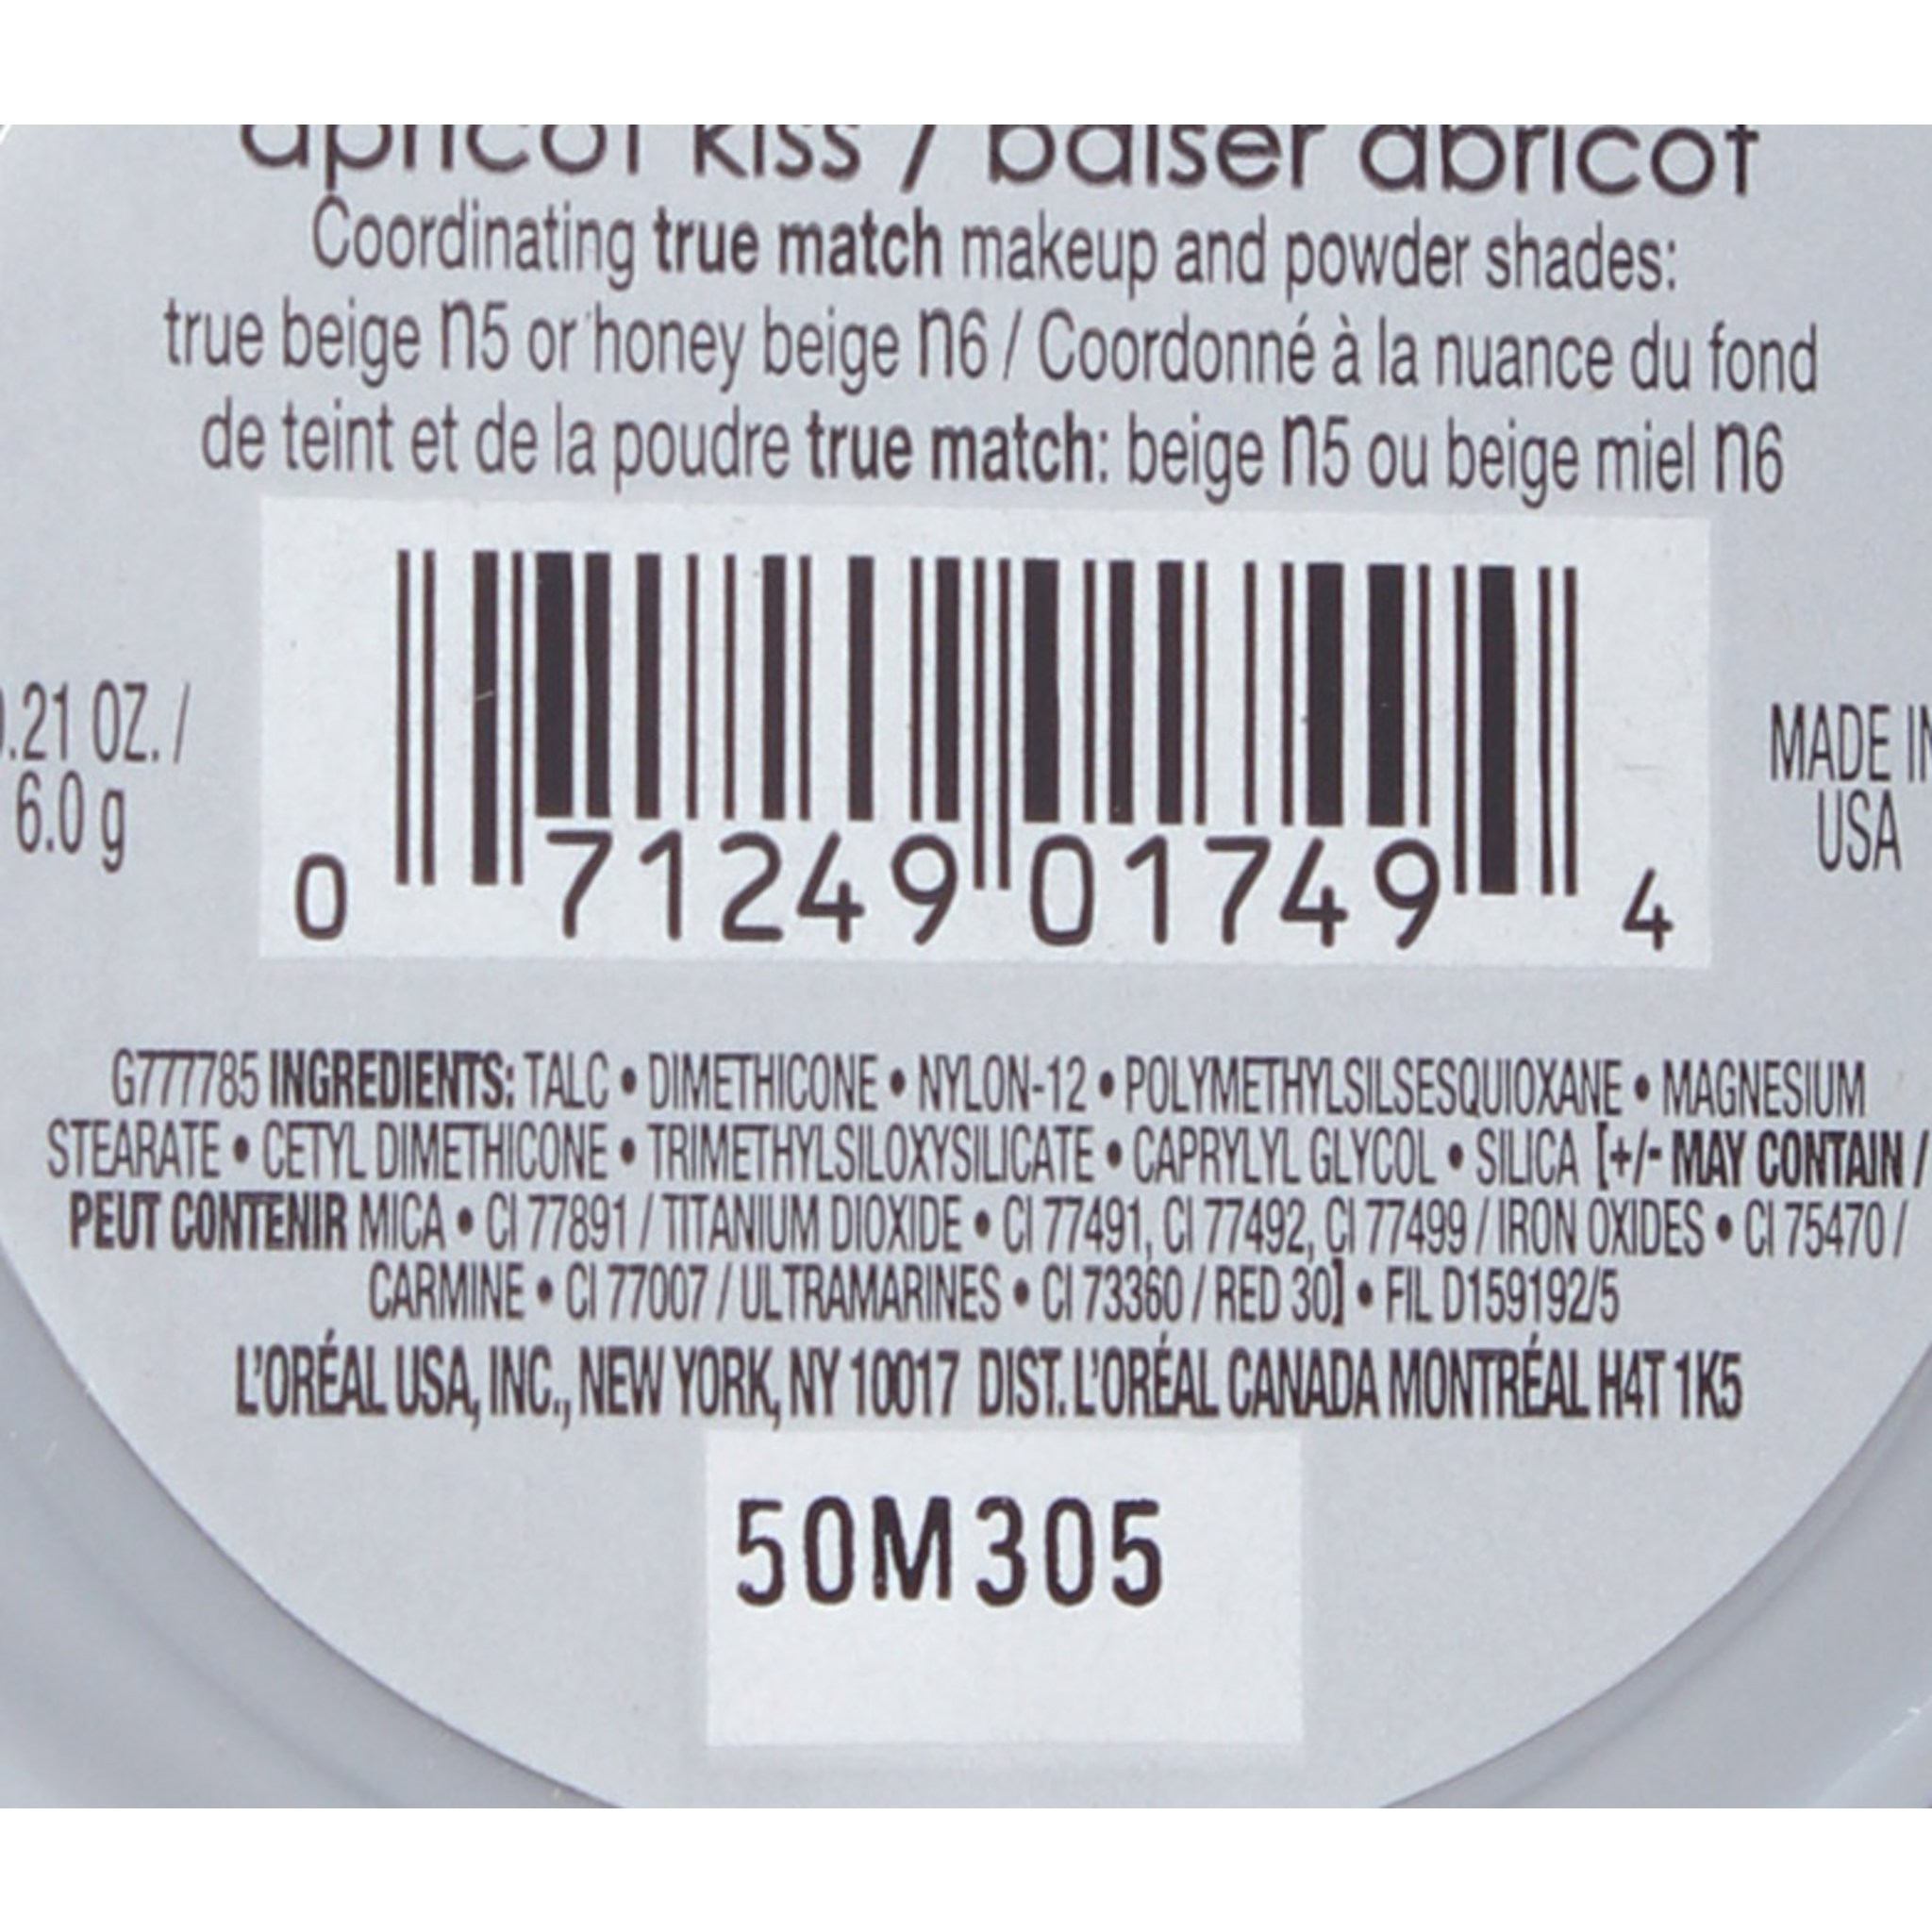 apricot kiss / baiser abricot
Coordinating true match makeup and powder shades:
true beige n5 or honey beige n6 / Coordonné à la nuance du fond
de teint et de la poudre true match: beige n5 ou beige miel n6
.21 OZ. /
6.0 g
MADE IN
USA
0 71249 01749 4
G777785 INGREDIENTS: TALC • DIMETHICONE • NYLON-12 • POLYMETHYLSILSESQUIOXANE • MAGNESIUM
STEARATE • CETYL DIMETHICONE • TRIMETHYLSILOXYSILICATE • CAPRYLYL GLYCOL • SILICA [+/- MAY CONTAIN /
PEUT CONTENIR MICA • CI 77891 / TITANIUM DIOXIDE • CI 77491, CI 77492, CI 77499 / IRON OXIDES • CI 75470 /
CARMINE • CI 77007 / ULTRAMARINES • CI 73360 / RED 30] • FIL D159192/5
L'ORÉAL USA, INC., NEW YORK, NY 10017 DIST. L'ORÉAL CANADA MONTRÉAL H4T 1K5
50M305